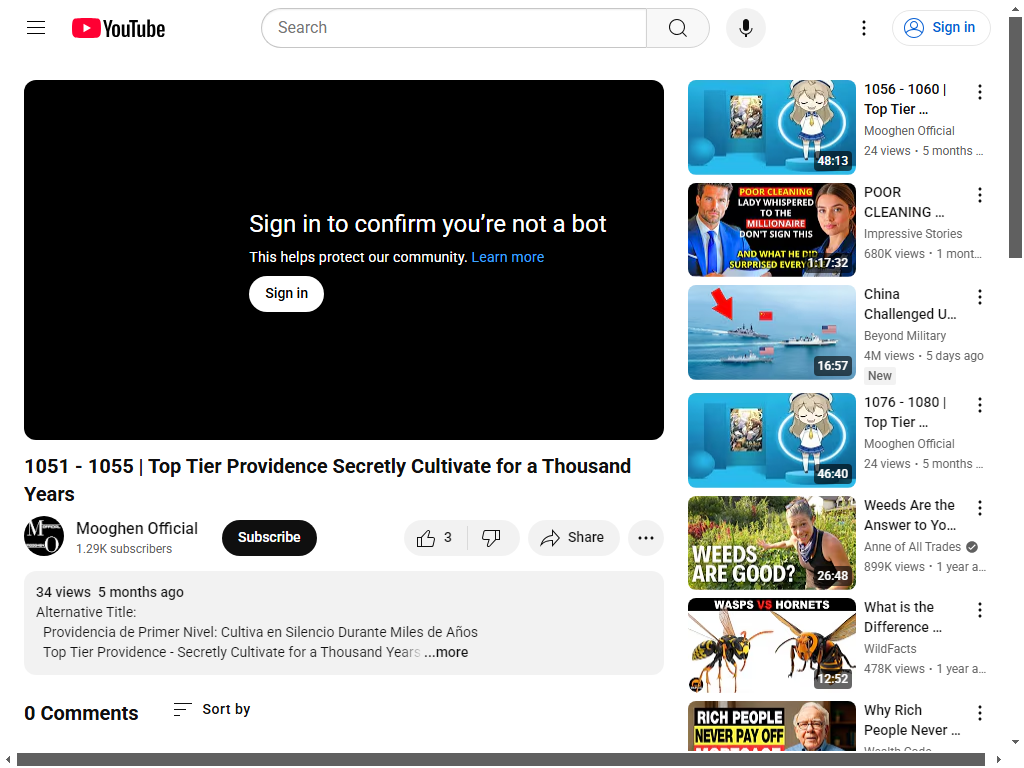 YouTube
Search
Sign in
Sign in to confirm you’re not a bot
This helps protect our community. Learn more
Sign in
1051 - 1055 | Top Tier Providence Secretly Cultivate for a Thousand
Years
Mooghen Official
1.29K subscribers
Subscribe
3
Share
34 views 5 months ago
Alternative Title:
Providencia de Primer Nivel: Cultiva en Silencio Durante Miles de Años
Top Tier Providence - Secretly Cultivate for a Thousand Years ...more
0 Comments
Sort by
48:13
1056 - 1060 |
Top Tier ...
Mooghen Official
24 views • 5 months ...
POOR CLEANING
LADY WHISPERED
TO THE
MILLIONAIRE
DON'T SIGN THIS
AND WHAT HE DID
SURPRISED EVERY
1:17:32
POOR
CLEANING ...
Impressive Stories
680K views • 1 mont...
16:57
China
Challenged U...
Beyond Military
4M views • 5 days ago
New
46:40
1076 - 1080 |
Top Tier ...
Mooghen Official
24 views • 5 months ...
WEEDS
ARE GOOD?
26:48
Weeds Are the
Answer to Yo...
Anne of All Trades
899K views • 1 year a...
WASPS VS HORNETS
12:52
What is the
Difference ...
WildFacts
478K views • 1 year a...
RICH PEOPLE
NEVER PAY OFF
Why Rich
People Never ...